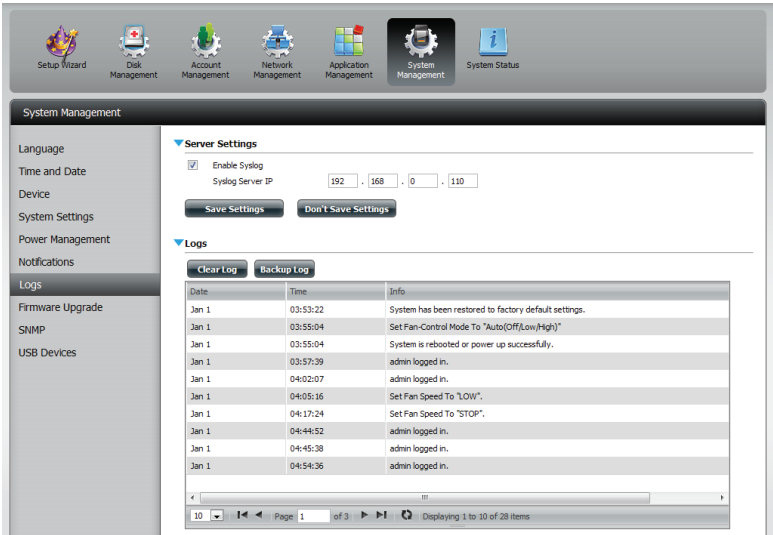 Setup Wizard
Disk Management
Account Management
Network Management
Application Management
System Management
System Status
System Management
Language
Time and Date
Device
System Settings
Power Management
Notifications
Logs
Firmware Upgrade
SNMP
USB Devices
Server Settings
Enable Syslog
Syslog Server IP 192 . 168 . 0 . 110
Save Settings Don't Save Settings
Logs
Clear Log Backup Log
Date Time Info
Jan 1 03:53:22 System has been restored to factory default settings.
Jan 1 03:55:04 Set Fan-Control Mode To "Auto(Off/Low/High)"
Jan 1 03:55:04 System is rebooted or power up successfully.
Jan 1 03:57:39 admin logged in.
Jan 1 04:02:07 admin logged in.
Jan 1 04:05:16 Set Fan Speed To "LOW".
Jan 1 04:17:24 Set Fan Speed To "STOP".
Jan 1 04:44:52 admin logged in.
Jan 1 04:45:38 admin logged in.
Jan 1 04:54:36 admin logged in.
10 Page 1 of 3 Displaying 1 to 10 of 28 items